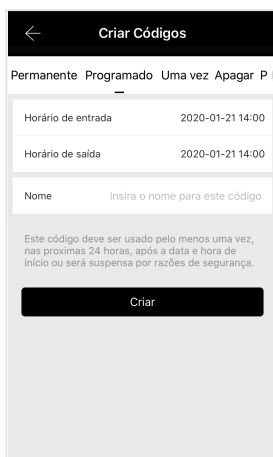 Criar Códigos
Permanente Programado Uma vez Apagar P
Horário de entrada 2020-01-21 14:00
Horário de saída 2020-01-21 14:00
Nome Insira o nome para este código
Este código deve ser usado pelo menos uma vez,
nas proximas 24 horas, após a data e hora de
início ou será suspensa por razões de segurança.
Criar